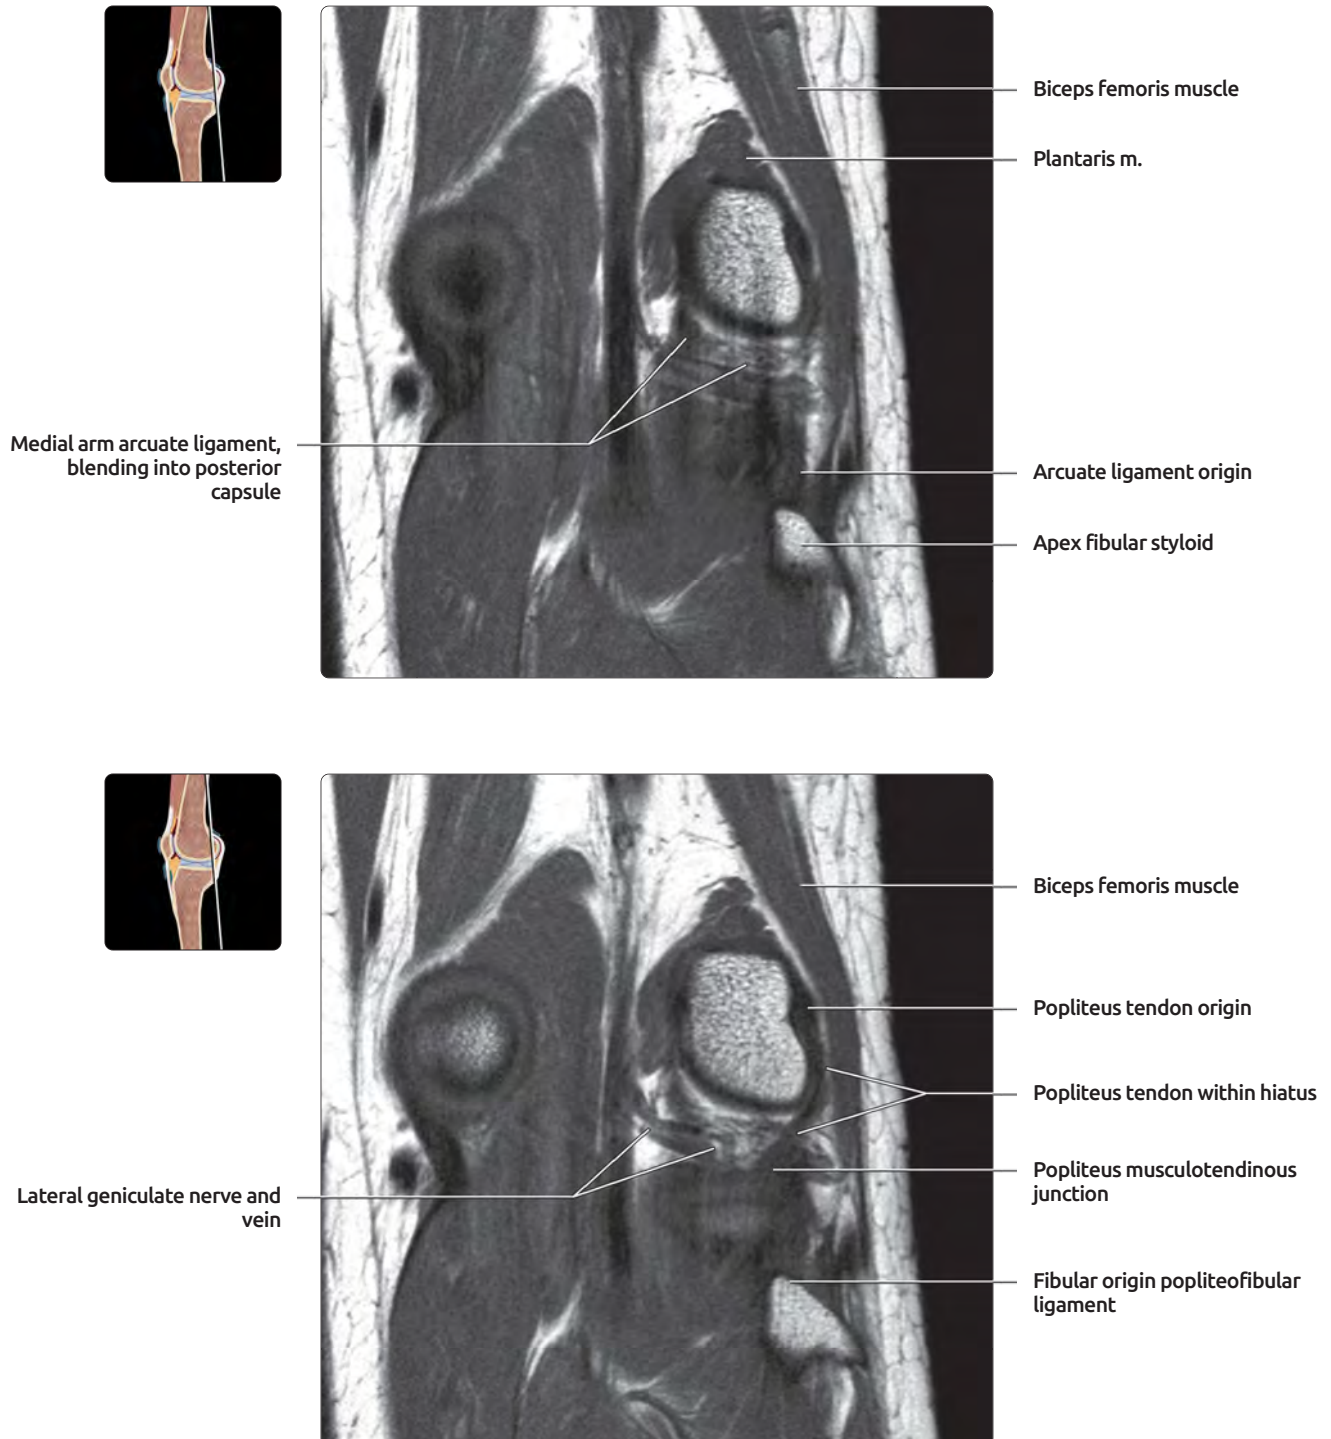 Biceps femoris muscle
Plantaris m.
Medial arm arcuate ligament,
blending into posterior
capsule
Arcuate ligament origin
Apex fibular styloid
Biceps femoris muscle
Popliteus tendon origin
Popliteus tendon within hiatus
Popliteus musculotendinous
junction
Lateral geniculate nerve and
vein
Fibular origin popliteofibular
ligament